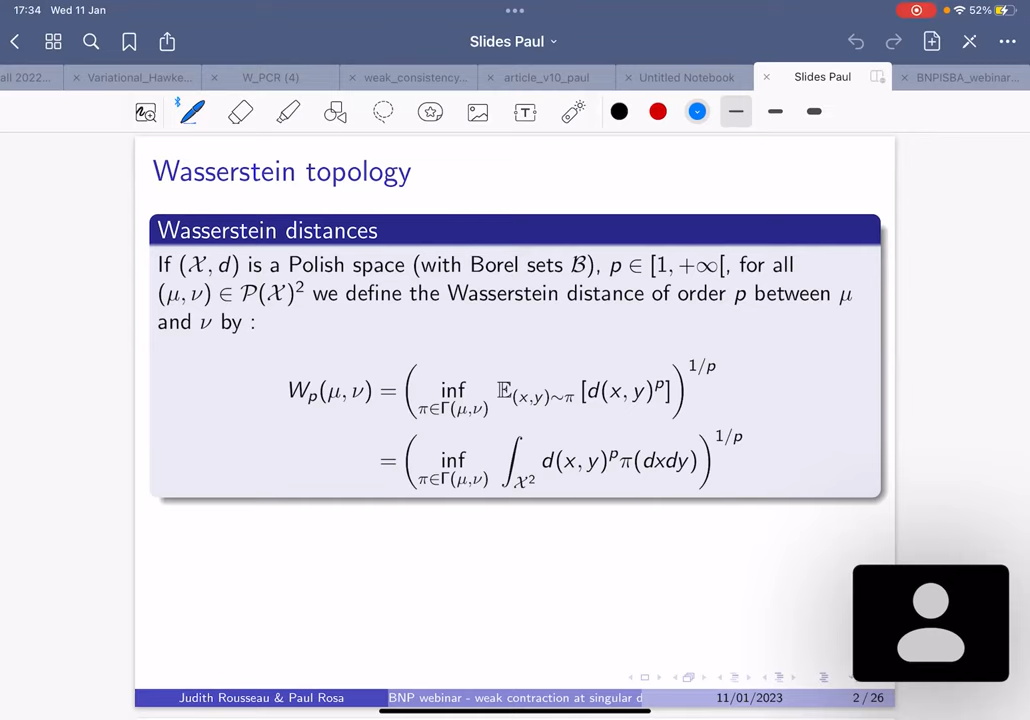 17:34 Wed 11 Jan
52%
Slides Paul
all 2022...
Variational_Hawke...
W_PCR (4)
weak_consistency...
article_v10_paul
Untitled Notebook
Slides Paul
BNPISBA_webinar...
Wasserstein topology
Wasserstein distances
If (𝒳, d) is a Polish space (with Borel sets ℬ), p ∈ [1, +∞[, for all
(μ, ν) ∈ 𝒫(𝒳)² we define the Wasserstein distance of order p between μ
and ν by :
W_p(μ, ν) = ( inf_{π∈Γ(μ,ν)} 𝔼_{(x,y)∼π} [d(x, y)^p] )^{1/p}
= ( inf_{π∈Γ(μ,ν)} ∫_{𝒳²} d(x, y)^p π(dxdy) )^{1/p}
Judith Rousseau & Paul Rosa BNP webinar - weak contraction at singular d 11/01/2023 2 / 26